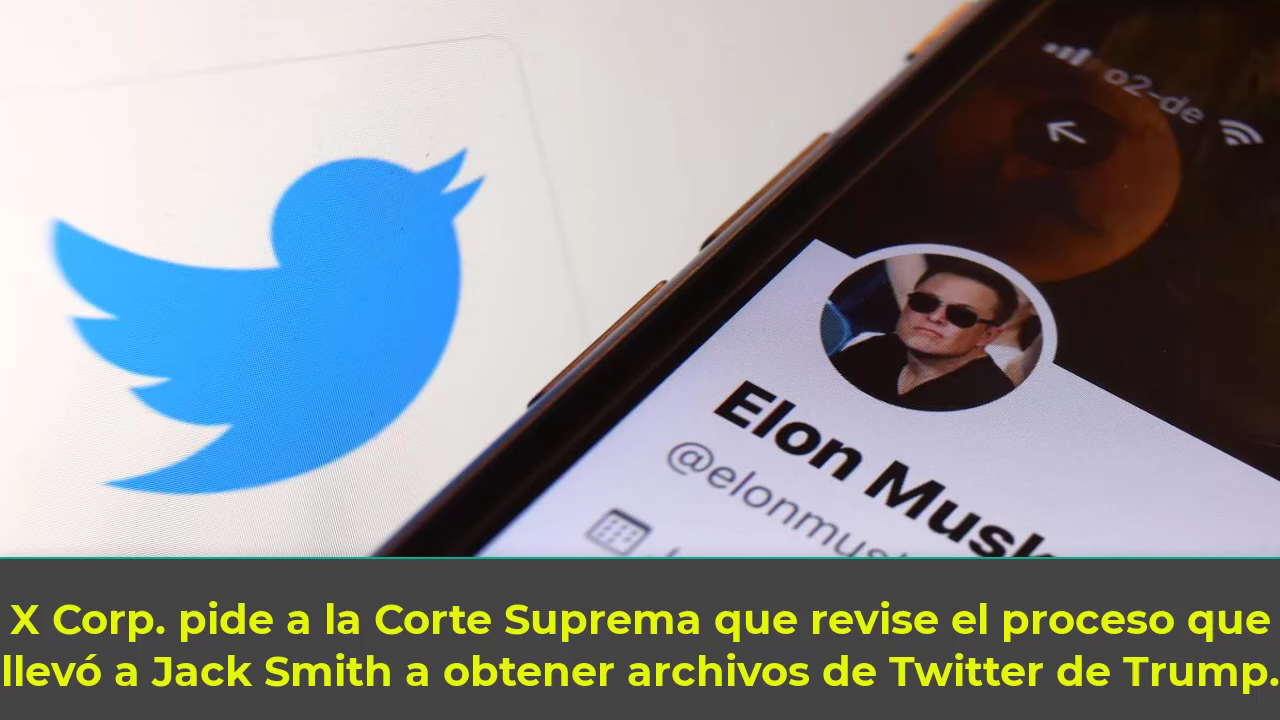 o2-de
Elon Musk
@elonmus
X Corp. pide a la Corte Suprema que revise el proceso que
llevó a Jack Smith a obtener archivos de Twitter de Trump.